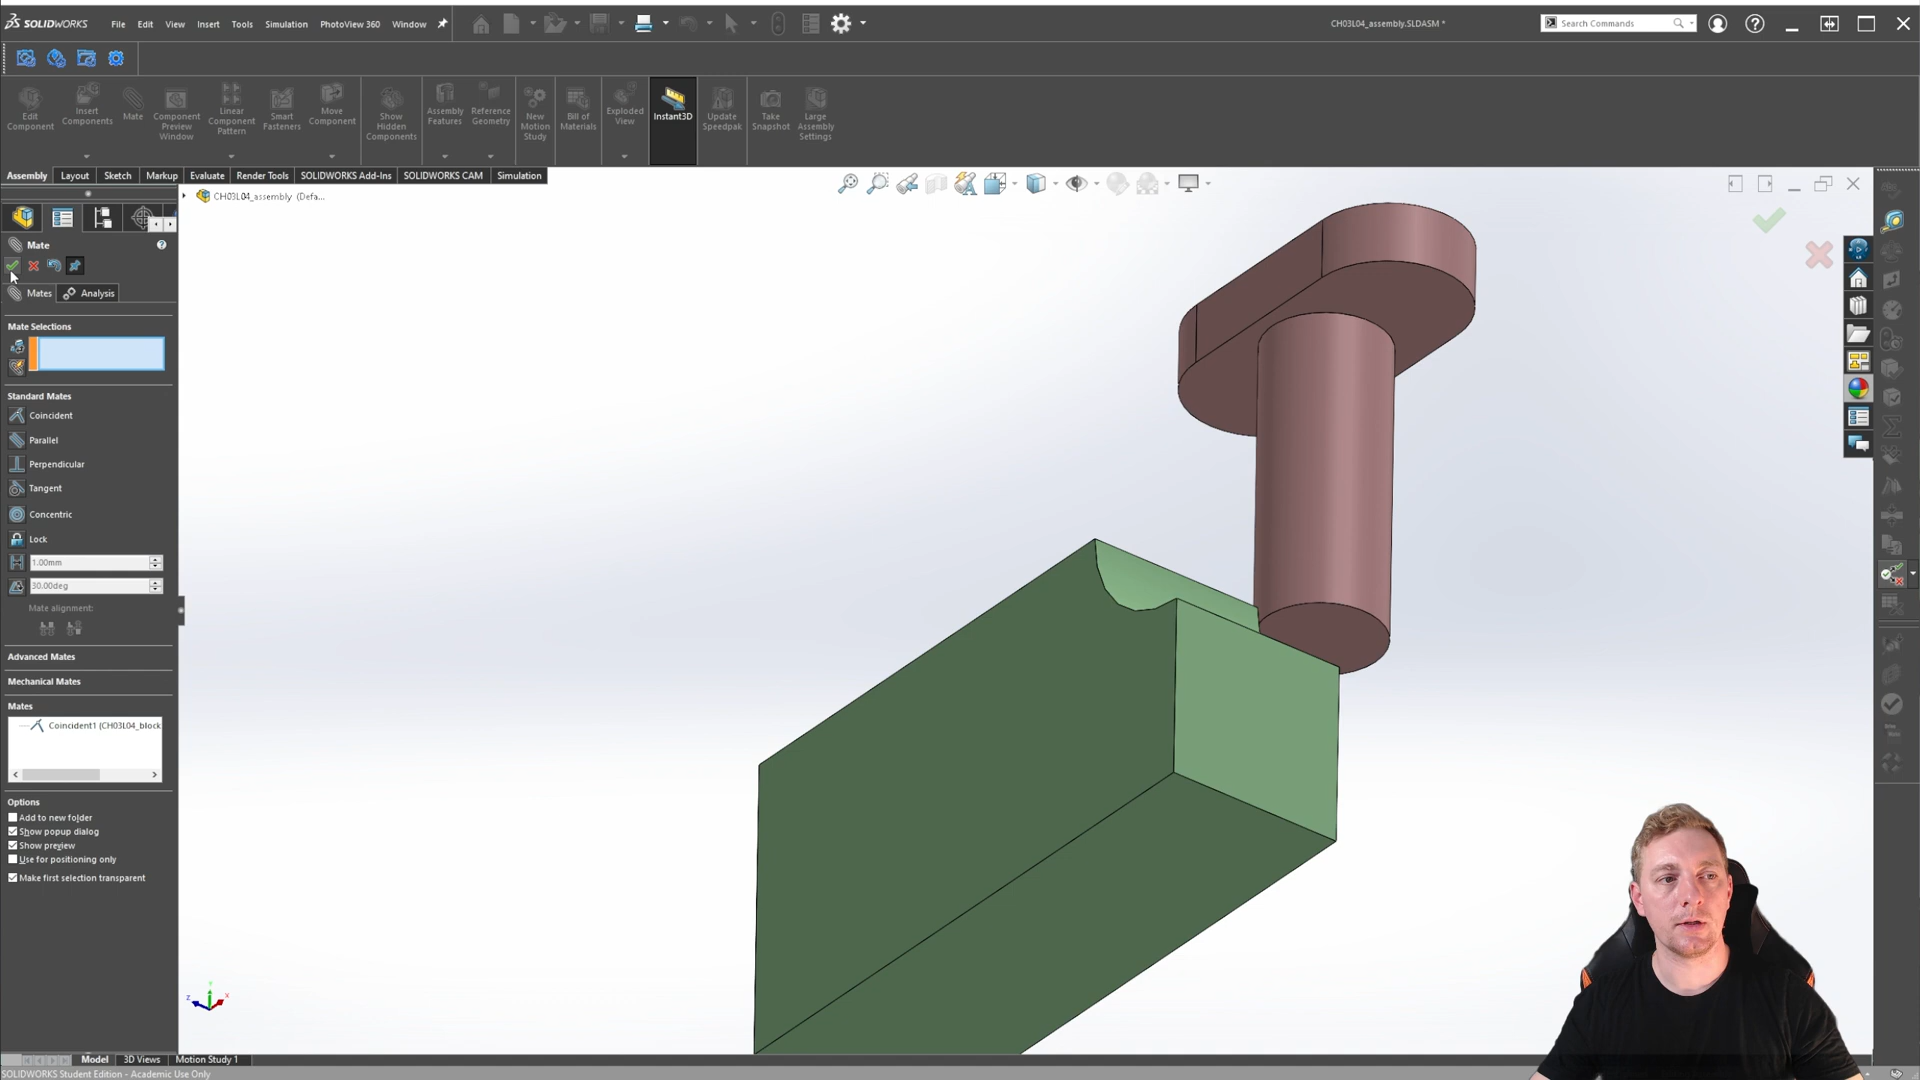 SOLIDWORKS File Edit View Insert Tools Simulation PhotoView 360 Window
CH03L04_assembly.SLDASM *
Search Commands
Edit Component
Insert Components
Mate
Component Preview Window
Linear Component Pattern
Smart Fasteners
Move Component
Show Hidden Components
Assembly Features
Reference Geometry
New Motion Study
Bill of Materials
Exploded View
Instant3D
Update Speedpak
Take Snapshot
Large Assembly Settings
Assembly Layout Sketch Markup Evaluate Render Tools SOLIDWORKS Add-Ins SOLIDWORKS CAM Simulation
CH03L04_assembly (Defa...
Mate
Mates Analysis
Mate Selections
Standard Mates
Coincident
Parallel
Perpendicular
Tangent
Concentric
Lock
1.00mm
30.00deg
Mate alignment:
Advanced Mates
Mechanical Mates
Mates
Coincident1 (CH03L04_block
Options
Add to new folder
Show popup dialog
Show preview
Use for positioning only
Make first selection transparent
Y
Z X
Model 3D Views Motion Study 1
SOLIDWORKS Student Edition - Academic Use Only